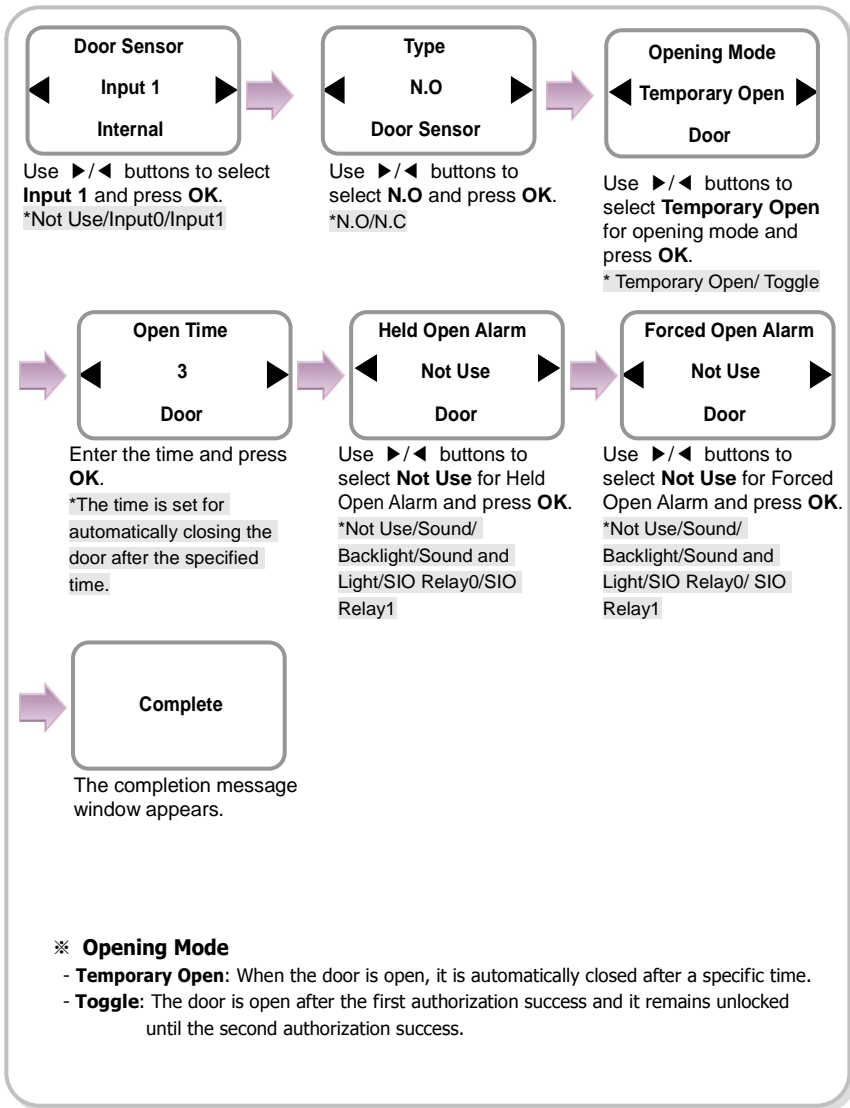 Door Sensor
Input 1
Internal
Use ▶/◀ buttons to select
Input 1 and press OK.
*Not Use/Input0/Input1
Type
N.O
Door Sensor
Use ▶/◀ buttons to
select N.O and press OK.
*N.O/N.C
Opening Mode
Temporary Open
Door
Use ▶/◀ buttons to
select Temporary Open
for opening mode and
press OK.
* Temporary Open/ Toggle
Open Time
3
Door
Enter the time and press
OK.
*The time is set for
automatically closing the
door after the specified
time.
Held Open Alarm
Not Use
Door
Use ▶/◀ buttons to
select Not Use for Held
Open Alarm and press OK.
*Not Use/Sound/
Backlight/Sound and
Light/SIO Relay0/SIO
Relay1
Forced Open Alarm
Not Use
Door
Use ▶/◀ buttons to
select Not Use for Forced
Open Alarm and press OK.
*Not Use/Sound/
Backlight/Sound and
Light/SIO Relay0/ SIO
Relay1
Complete
The completion message
window appears.
※ Opening Mode
- Temporary Open: When the door is open, it is automatically closed after a specific time.
- Toggle: The door is open after the first authorization success and it remains unlocked
until the second authorization success.